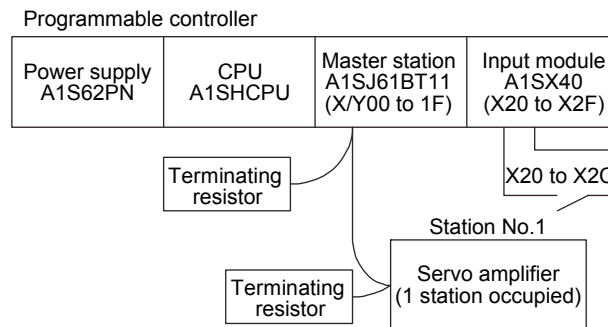 Programmable controller
Power supply
A1S62PN
CPU
A1SHCPU
Master station
A1SJ61BT11
(X/Y00 to 1F)
Input module
A1SX40
(X20 to X2F)
Terminating
resistor
X20 to X2
Station No.1
Servo amplifier
(1 station occupied)
Terminating
resistor